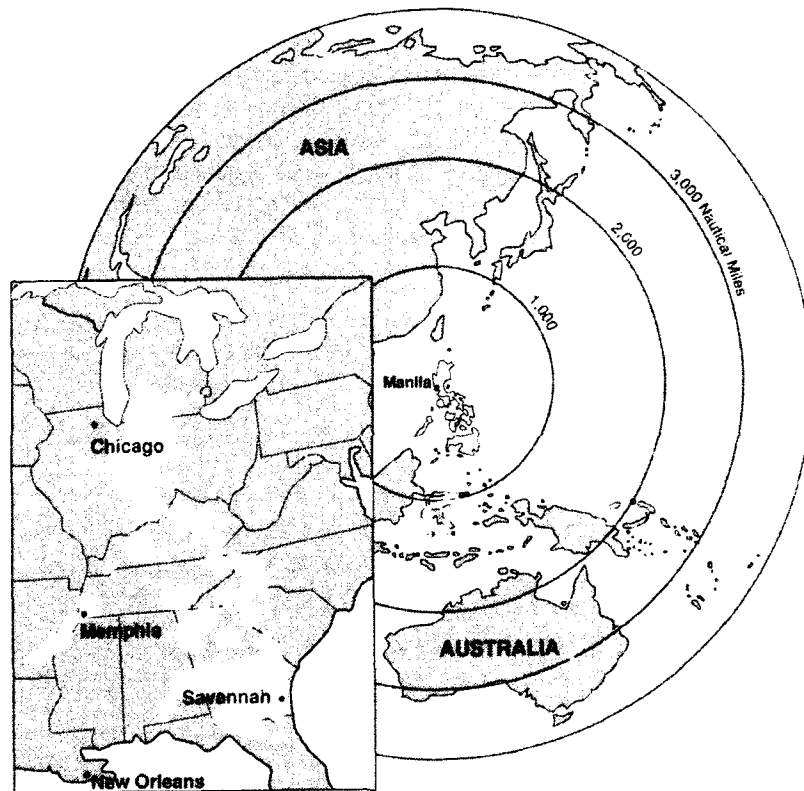 ASIA
3,000 Nautical Miles
2,000
1,000
Manila
Chicago
Memphis
AUSTRALIA
Savannah
New Orleans